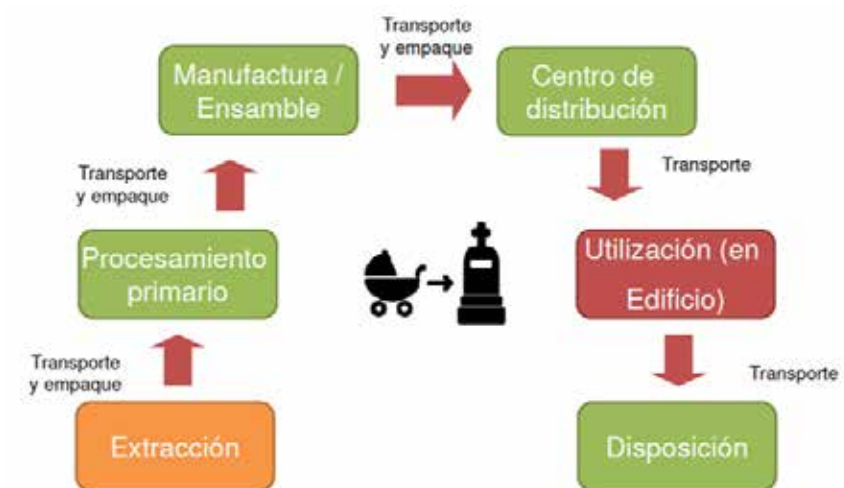 Transporte
y empaque
Manufactura /
Ensamble
Centro de
distribución
Transporte
y empaque
Transporte
Procesamiento
primario
Utilización (en
Edificio)
Transporte
y empaque
Transporte
Extracción
Disposición